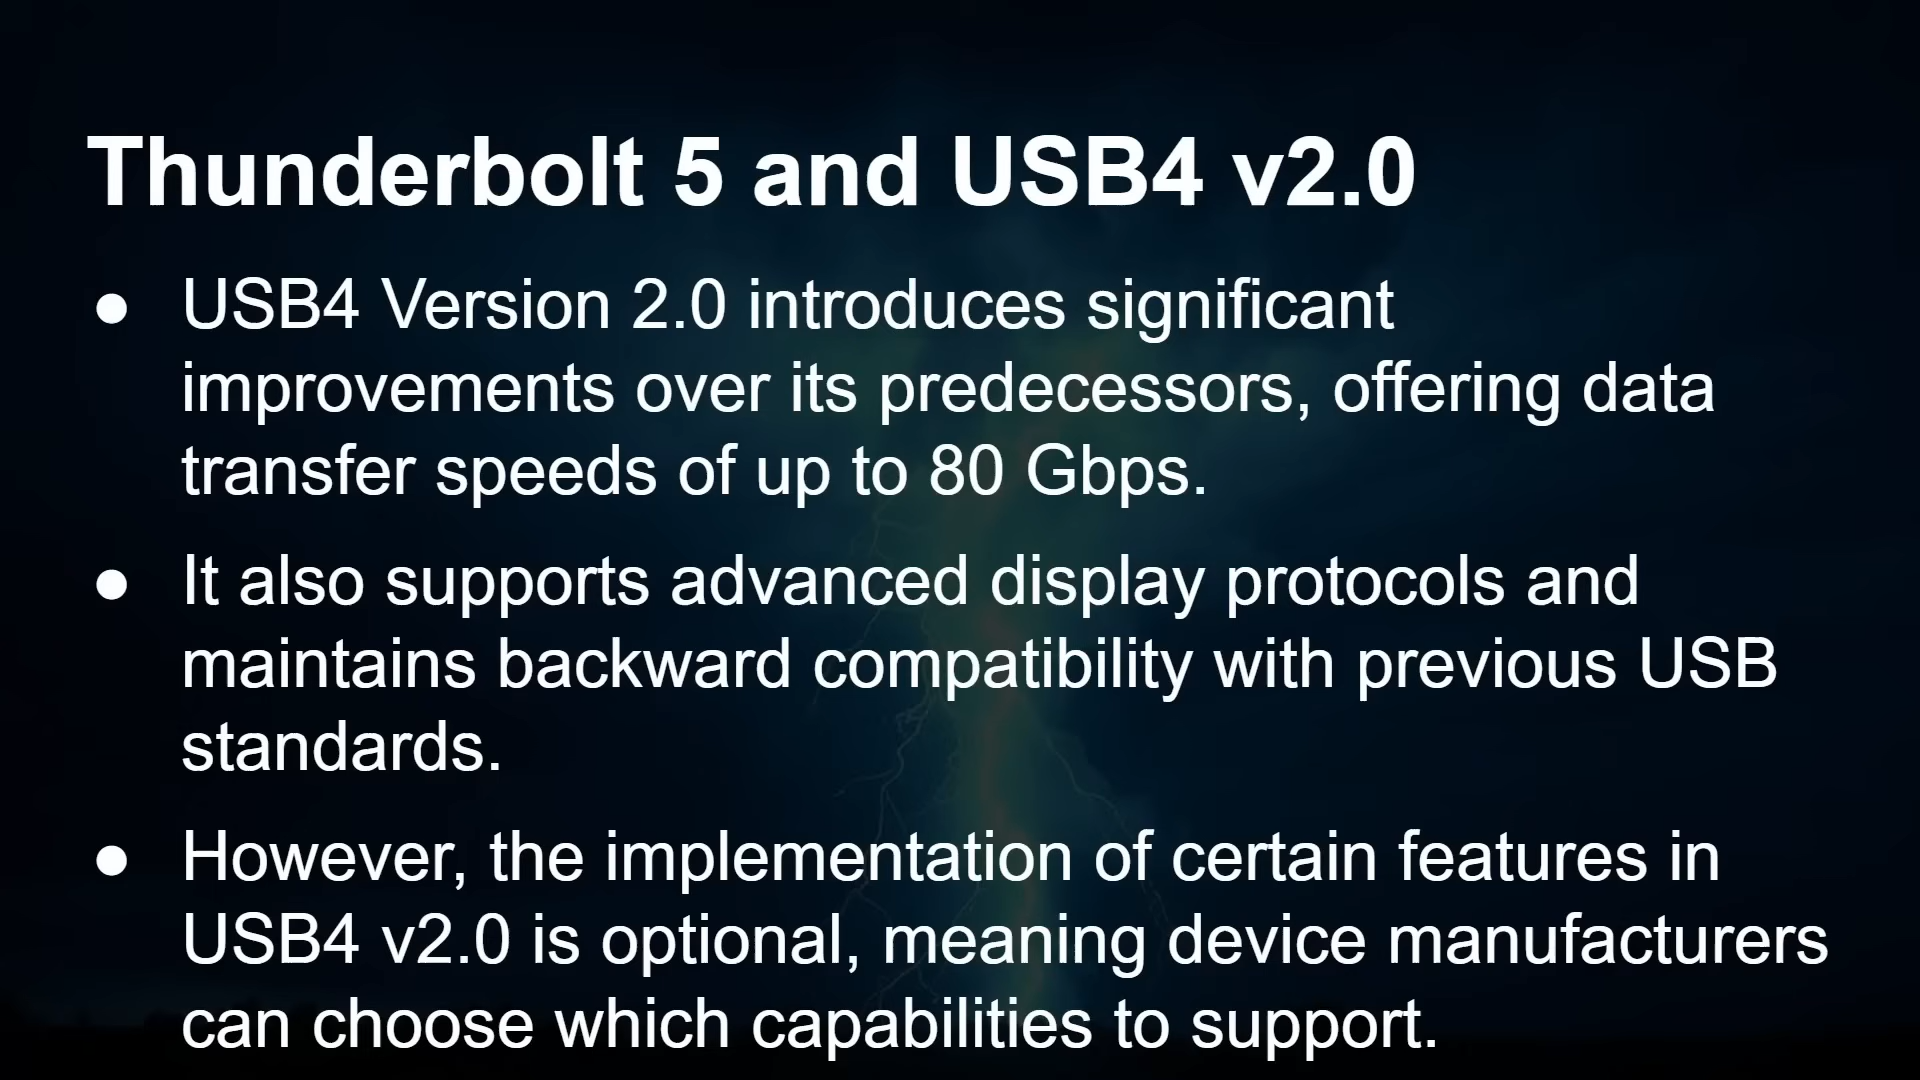 Thunderbolt 5 and USB4 v2.0
● USB4 Version 2.0 introduces significant
improvements over its predecessors, offering data
transfer speeds of up to 80 Gbps.
● It also supports advanced display protocols and
maintains backward compatibility with previous USB
standards.
● However, the implementation of certain features in
USB4 v2.0 is optional, meaning device manufacturers
can choose which capabilities to support.